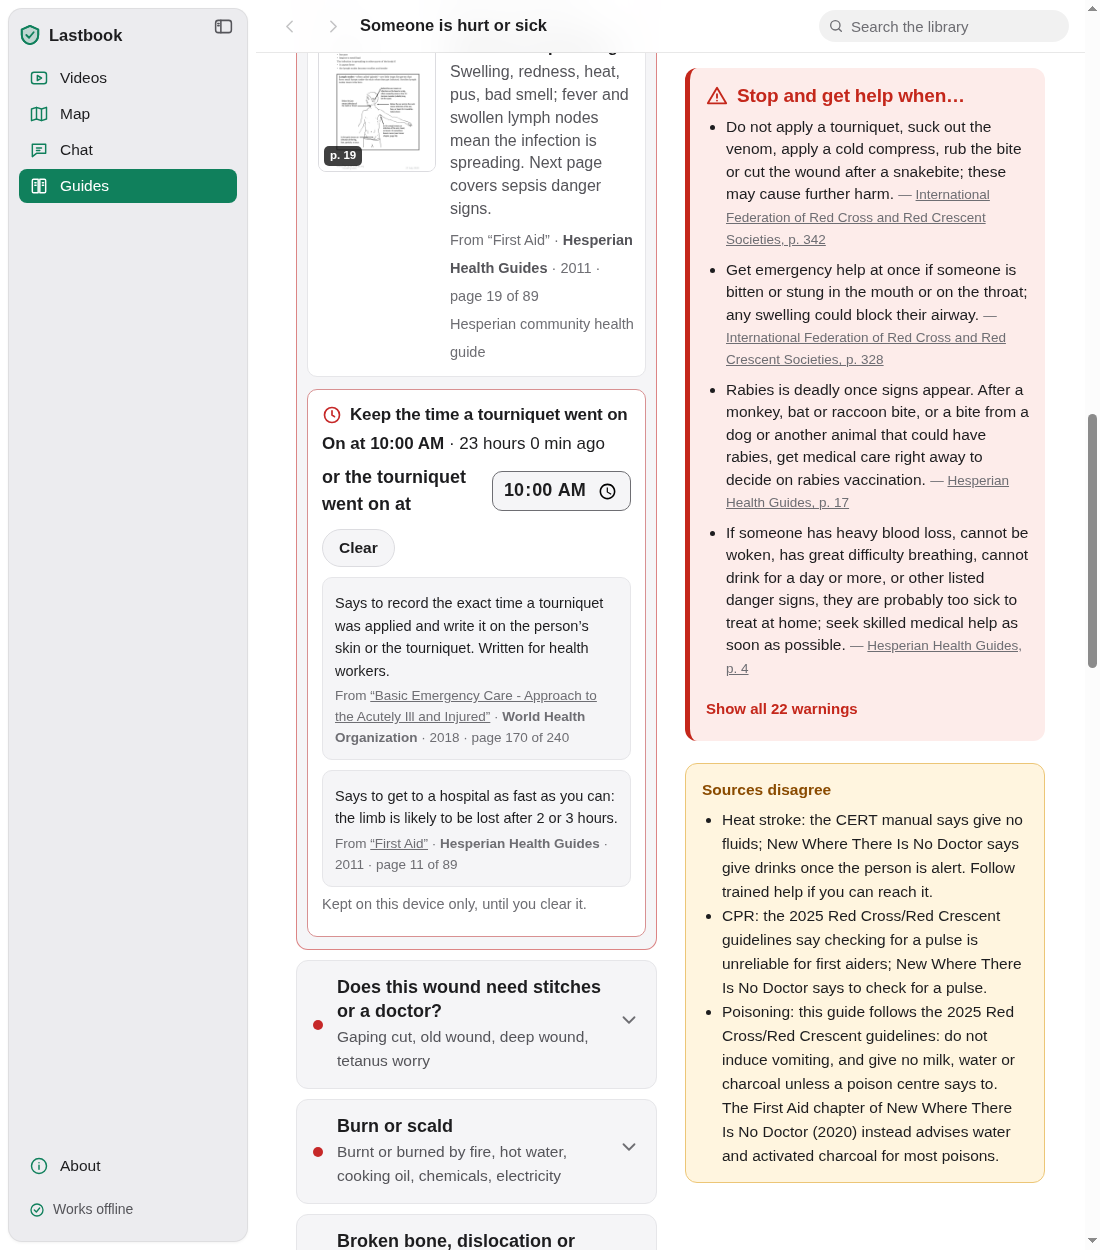 Lastbook
Videos
Map
Chat
Guides
About
Works offline
Someone is hurt or sick
Search the library
p. 19
Swelling, redness, heat,
pus, bad smell; fever and
swollen lymph nodes
mean the infection is
spreading. Next page
covers sepsis danger
signs.
From “First Aid” · Hesperian
Health Guides · 2011 ·
page 19 of 89
Hesperian community health
guide
Keep the time a tourniquet went on
On at 10:00 AM · 23 hours 0 min ago
or the tourniquet
went on at
10:00 AM
Clear
Says to record the exact time a tourniquet
was applied and write it on the person’s
skin or the tourniquet. Written for health
workers.
From “Basic Emergency Care - Approach to
the Acutely Ill and Injured” · World Health
Organization · 2018 · page 170 of 240
Says to get to a hospital as fast as you can:
the limb is likely to be lost after 2 or 3 hours.
From “First Aid” · Hesperian Health Guides ·
2011 · page 11 of 89
Kept on this device only, until you clear it.
Does this wound need stitches
or a doctor?
Gaping cut, old wound, deep wound,
tetanus worry
Burn or scald
Burnt or burned by fire, hot water,
cooking oil, chemicals, electricity
Broken bone, dislocation or
Stop and get help when…
Do not apply a tourniquet, suck out the
venom, apply a cold compress, rub the bite
or cut the wound after a snakebite; these
may cause further harm. — International
Federation of Red Cross and Red Crescent
Societies, p. 342
Get emergency help at once if someone is
bitten or stung in the mouth or on the throat;
any swelling could block their airway. —
International Federation of Red Cross and Red
Crescent Societies, p. 328
Rabies is deadly once signs appear. After a
monkey, bat or raccoon bite, or a bite from a
dog or another animal that could have
rabies, get medical care right away to
decide on rabies vaccination. — Hesperian
Health Guides, p. 17
If someone has heavy blood loss, cannot be
woken, has great difficulty breathing, cannot
drink for a day or more, or other listed
danger signs, they are probably too sick to
treat at home; seek skilled medical help as
soon as possible. — Hesperian Health Guides,
p. 4
Show all 22 warnings
Sources disagree
Heat stroke: the CERT manual says give no
fluids; New Where There Is No Doctor says
give drinks once the person is alert. Follow
trained help if you can reach it.
CPR: the 2025 Red Cross/Red Crescent
guidelines say checking for a pulse is
unreliable for first aiders; New Where There
Is No Doctor says to check for a pulse.
Poisoning: this guide follows the 2025 Red
Cross/Red Crescent guidelines: do not
induce vomiting, and give no milk, water or
charcoal unless a poison centre says to.
The First Aid chapter of New Where There
Is No Doctor (2020) instead advises water
and activated charcoal for most poisons.